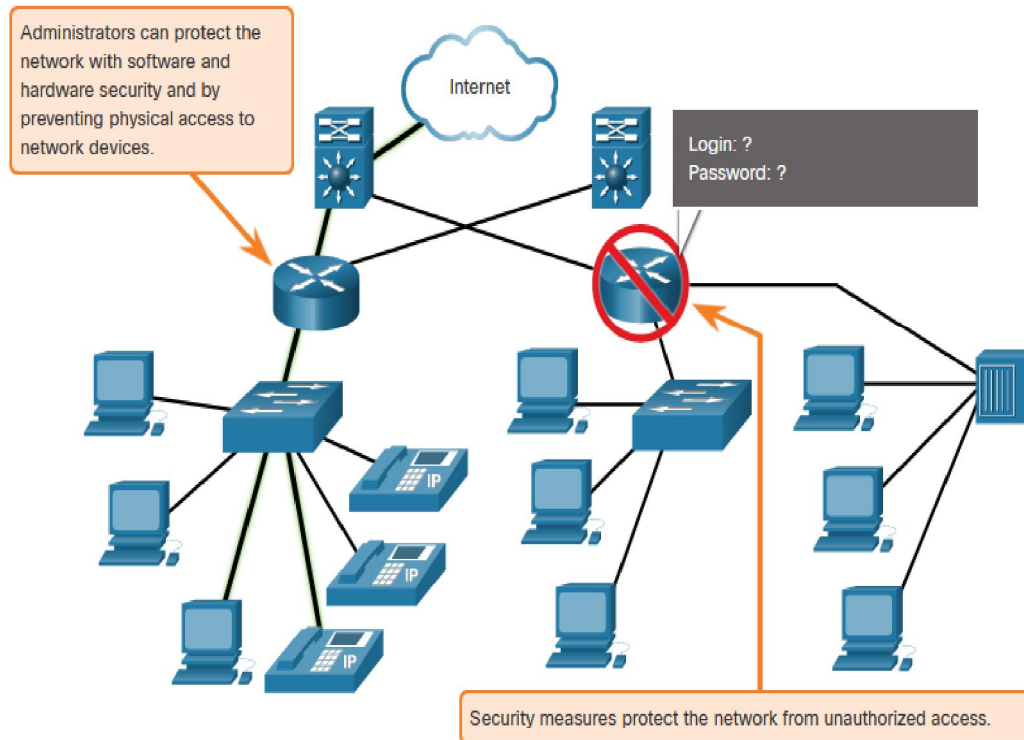 Administrators can protect the
network with software and
hardware security and by
preventing physical access to
network devices.
Internet
Login: ?
Password: ?
IP
IP
IP
Security measures protect the network from unauthorized access.